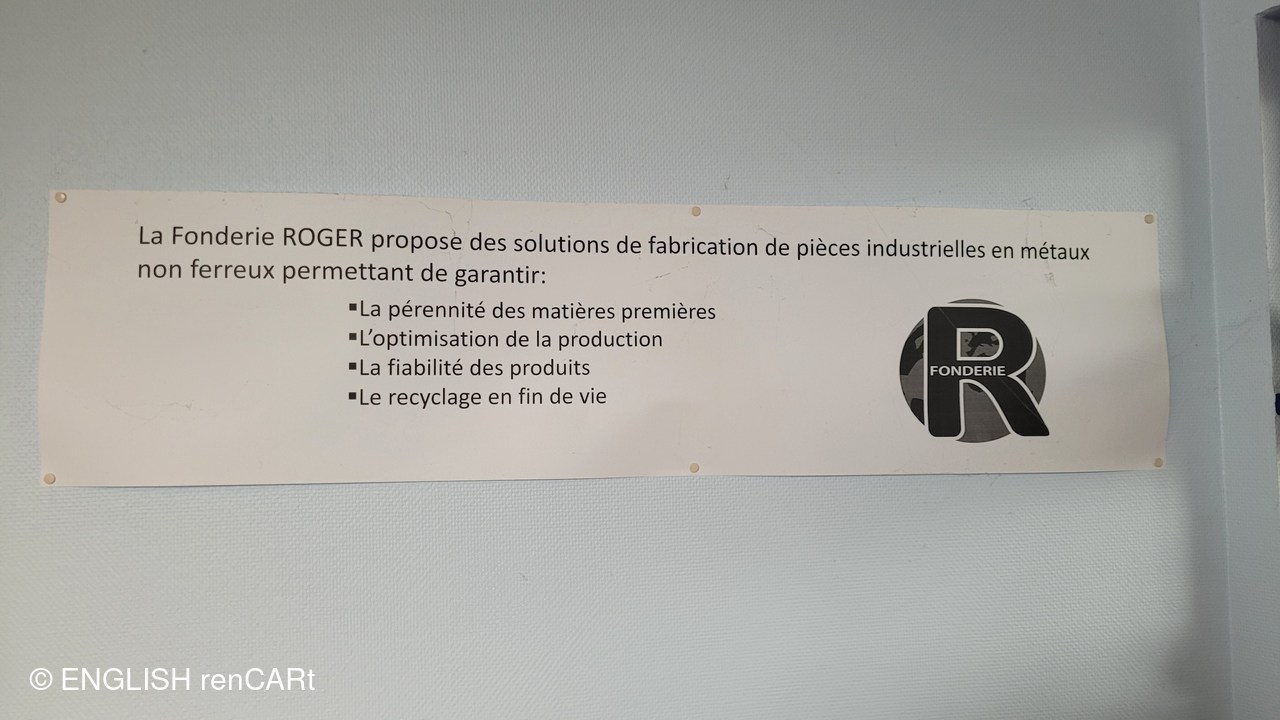 La Fonderie ROGER propose des solutions de fabrication de pièces industrielles en métaux
non ferreux permettant de garantir:
▪La pérennité des matières premières
▪L’optimisation de la production
▪La fiabilité des produits
▪Le recyclage en fin de vie
R
FONDERIE
© ENGLISH renCARt